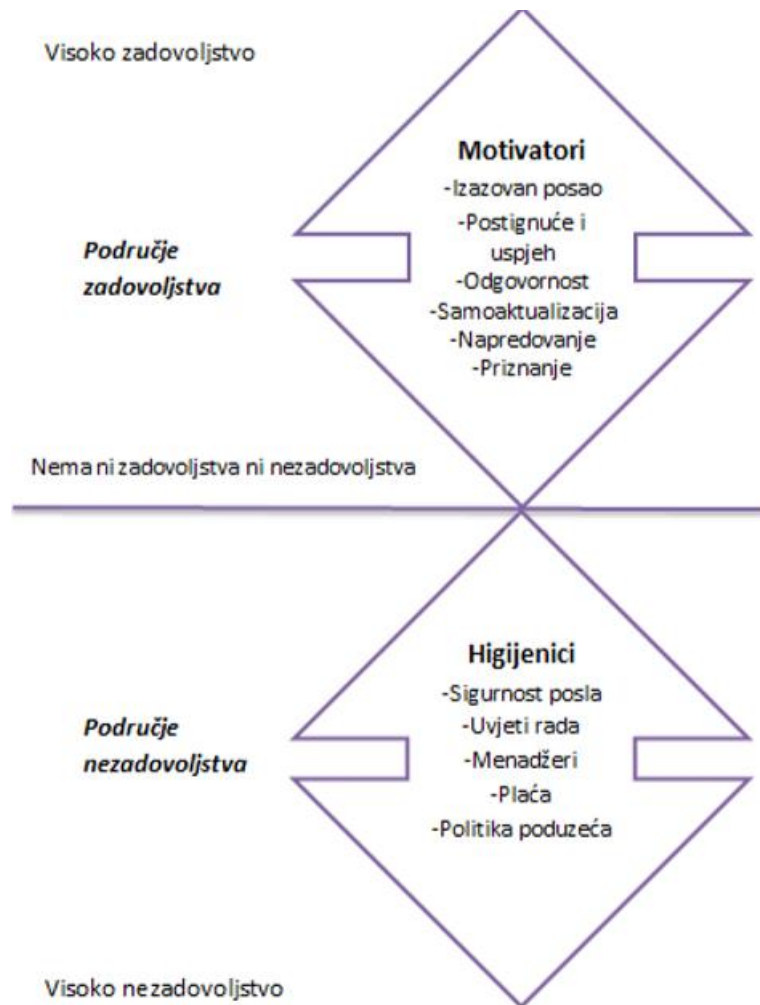 Visoko zadovoljstvo
Motivatori
-Izazovan posao
-Postignuće i
uspjeh
-Odgovornost
-Samoaktualizacija
-Napredovanje
-Priznanje
Područje
zadovoljstva
Nema ni zadovoljstva ni nezadovoljstva
Higijenici
-Sigurnost posla
-Uvjeti rada
-Menadžeri
-Plaća
-Politika poduzeća
Područje
nezadovoljstva
Visoko nezadovoljstvo